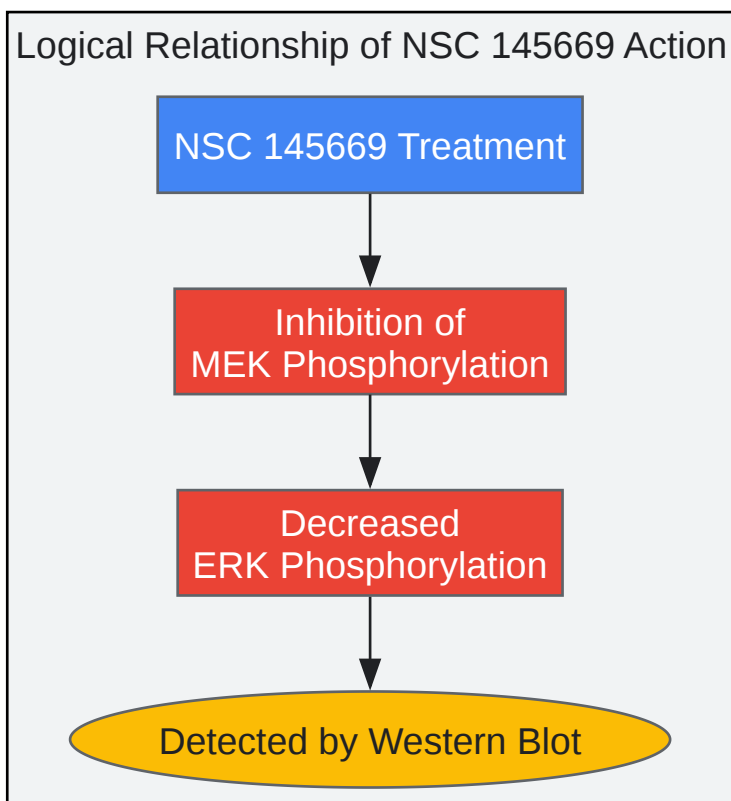 Logical Relationship of NSC 145669 Action
NSC 145669 Treatment
Inhibition of
MEK Phosphorylation
Decreased
ERK Phosphorylation
Detected by Western Blot